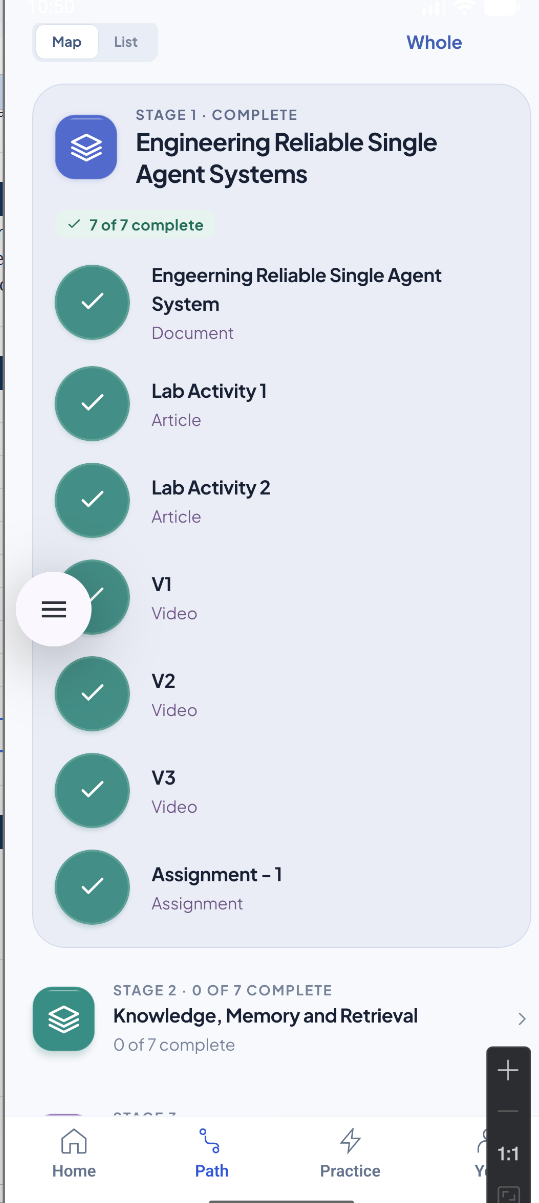 10:50
Map
List
Whole
STAGE 1 · COMPLETE
Engineering Reliable Single
Agent Systems
7 of 7 complete
Engeerning Reliable Single Agent
System
Document
Lab Activity 1
Article
Lab Activity 2
Article
V1
Video
V2
Video
V3
Video
Assignment - 1
Assignment
STAGE 2 · 0 OF 7 COMPLETE
Knowledge, Memory and Retrieval
0 of 7 complete
Home
Path
Practice
1:1